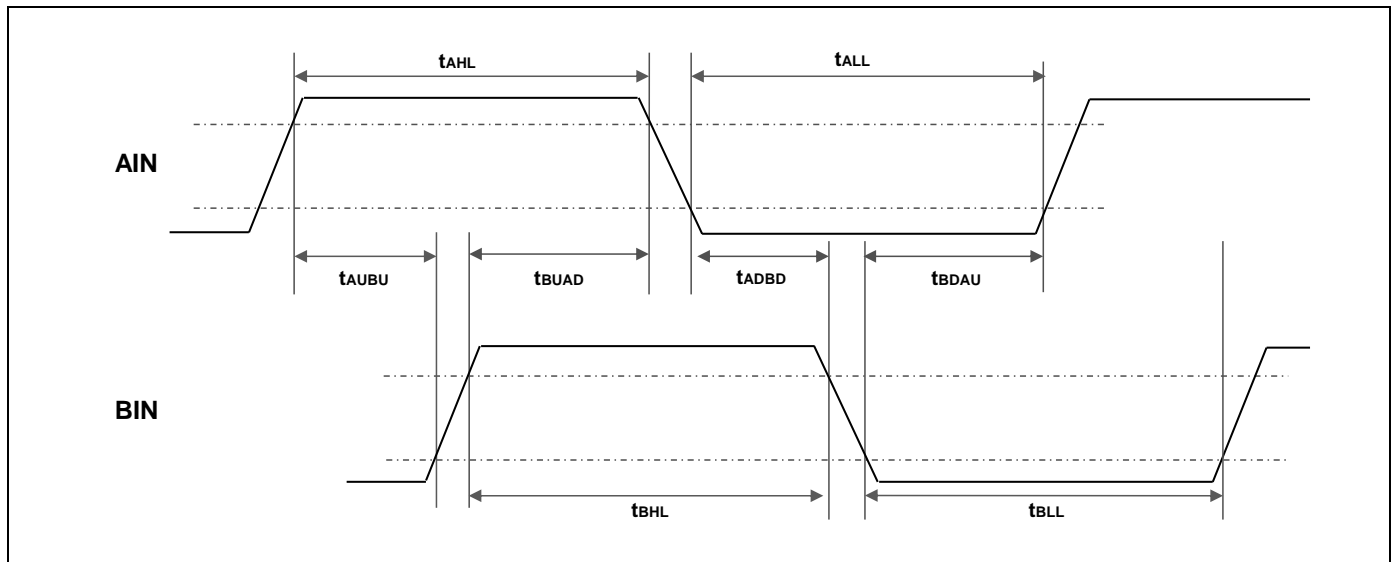 tAHL
tALL
AIN
tAUBU
tBUAD
tADBD
tBDAU
BIN
tBHL
tBLL